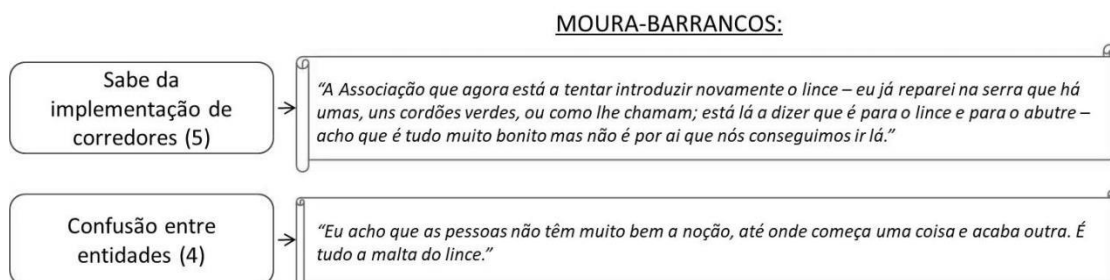 MOURA-BARRANCOS:
Sabe da
implementação de
corredores (5)
“A Associação que agora está a tentar introduzir novamente o lince – eu já reparei na serra que há
umas, uns cordões verdes, ou como lhe chamam; está lá a dizer que é para o lince e para o abutre –
acho que é tudo muito bonito mas não é por ai que nós conseguimos ir lá.”
Confusão entre
entidades (4)
“Eu acho que as pessoas não têm muito bem a noção, até onde começa uma coisa e acaba outra. É
tudo a malta do lince.”